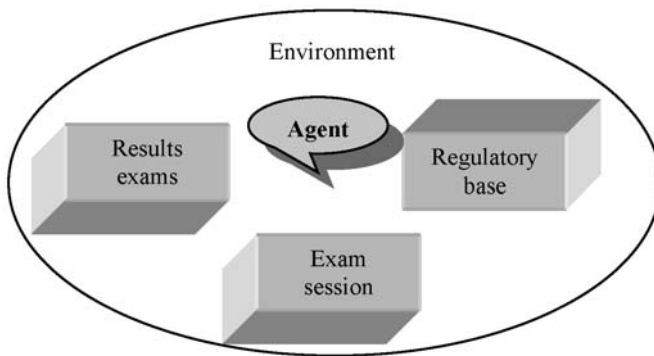 Environment
Agent
Results
exams
Regulatory
base
Exam
session